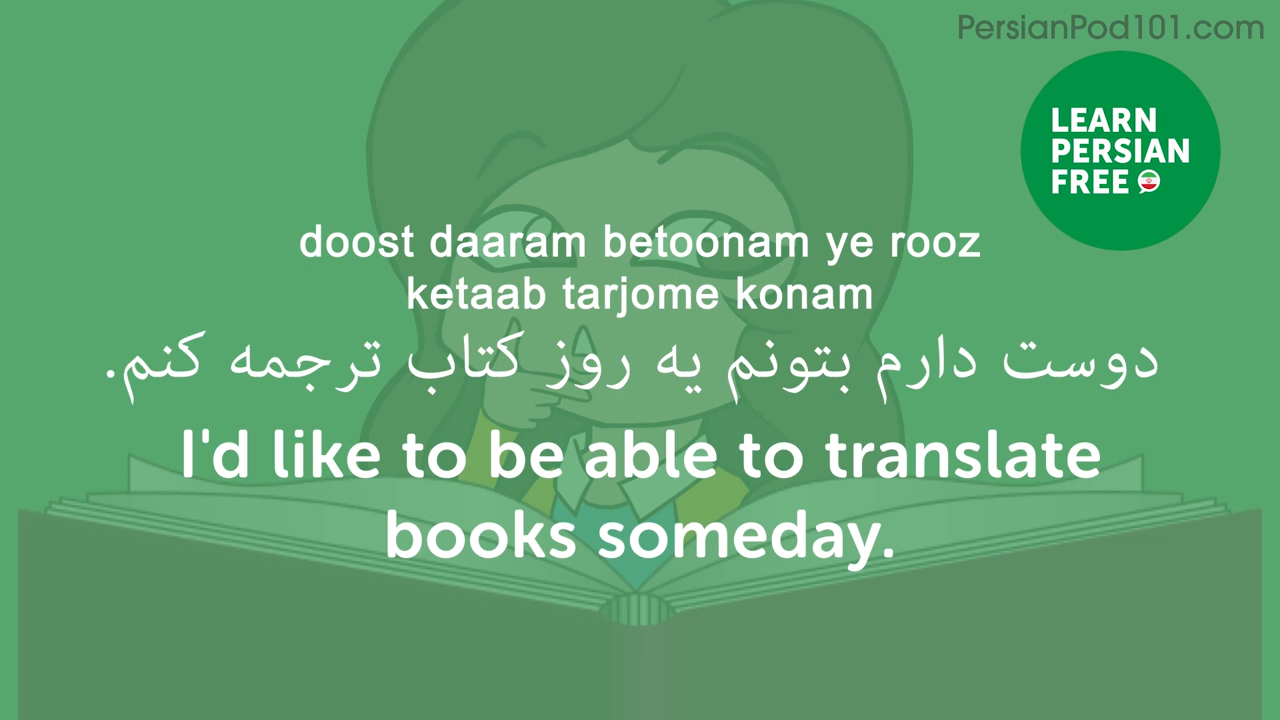 PersianPod101.com
LEARN
PERSIAN
FREE
doost daaram betoonam ye rooz
ketaab tarjome konam
دوست دارم بتونم یه روز کتاب ترجمه کنم.
I'd like to be able to translate
books someday.